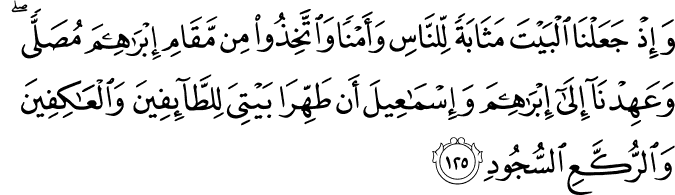 وَإِذْ جَعَلْنَا ٱلْبَيْتَ مَثَابَةً لِّلنَّاسِ وَأَمْنًا وَٱتَّخِذُوا۟ مِن مَّقَامِ إِبْرَٰهِـۧمَ مُصَلًّى ۖ
وَعَهِدْنَآ إِلَىٰٓ إِبْرَٰهِـۧمَ وَإِسْمَـٰعِيلَ أَن طَهِّرَا بَيْتِىَ لِلطَّآئِفِينَ وَٱلْعَـٰكِفِينَ
وَٱلرُّكَّعِ ٱلسُّجُودِ ١٢٥